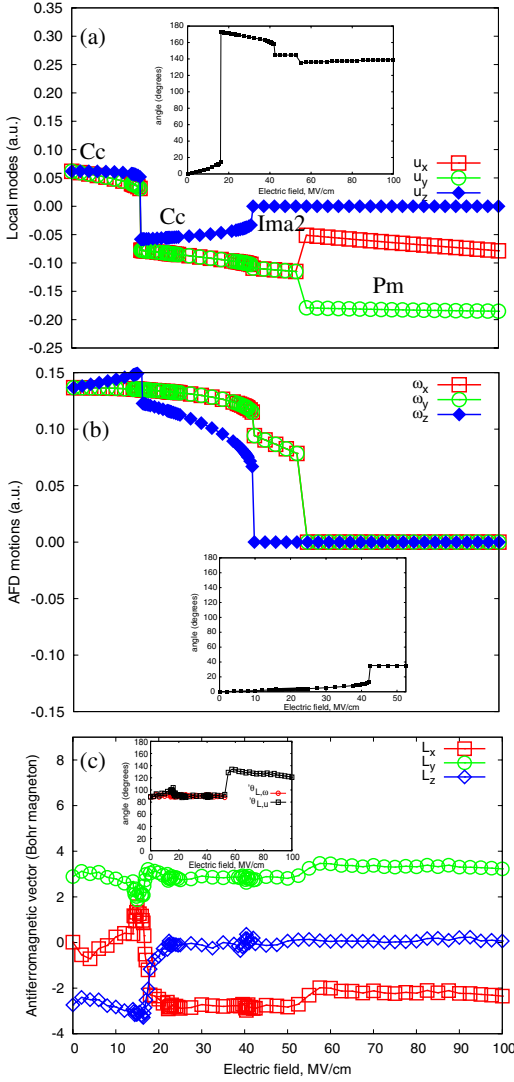 (a)
Local modes (a.u.)
0.35
0.30
0.25
0.20
0.15
0.10
0.05
0.00
-0.05
-0.10
-0.15
-0.20
-0.25
angle (degrees)
180
160
140
120
100
80
60
40
20
0
0 20 40 60 80 100
Electric field, MV/cm
Cc
Cc
Ima2
Pm
u_x
u_y
u_z
(b)
AFD motions (a.u.)
0.15
0.10
0.05
0.00
-0.05
-0.10
-0.15
ω_x
ω_y
ω_z
angle (degrees)
180
160
140
120
100
80
60
40
20
0
0 10 20 30 40 50
Electric field, MV/cm
(c)
Antiferromagnetic vector (Bohr magneton)
8
6
4
2
0
-2
-4
angle (degrees)
180
160
140
120
100
80
60
40
20
0
0 20 40 60 80 100
Electric field, MV/cm
'θ_L,ω
'θ_L,u
L_x
L_y
L_z
0 10 20 30 40 50 60 70 80 90 100
Electric field, MV/cm